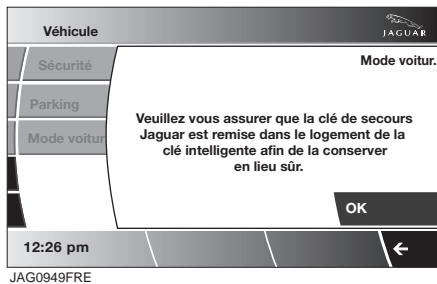 Véhicule
JAGUAR
Sécurité
Mode voitur.
Parking
Mode voitur
Veuillez vous assurer que la clé de secours
Jaguar est remise dans le logement de la
clé intelligente afin de la conserver
en lieu sûr.
OK
12:26 pm
JAG0949FRE